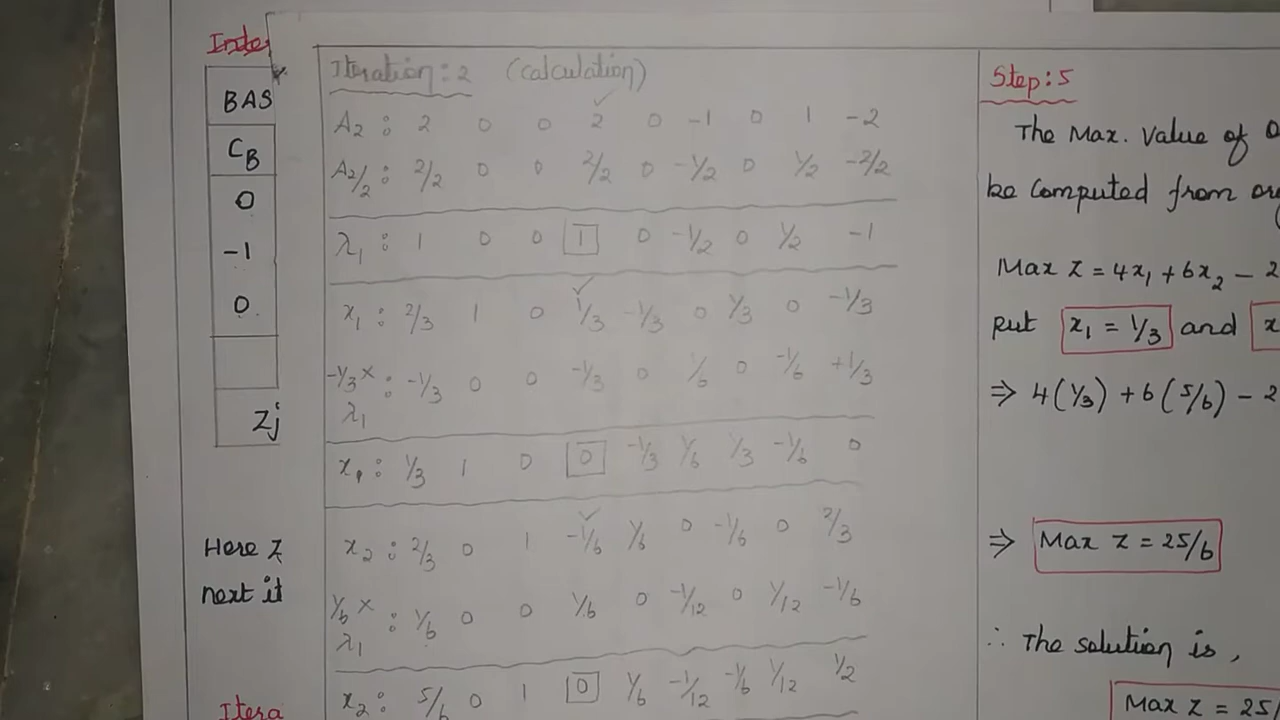 Inde
BAS
CB
0
-1
0.
Zj
Here Z
next it
Itera
Iteration : 2 (calculation)
A₂ : 2 0 0 2 0 -1 0 1 -2
A₂/2 : 2/2 0 0 2/2 0 -1/2 0 1/2 -2/2
λ₁ : 1 0 0 1 0 -1/2 0 1/2 -1
x₁ : 2/3 1 0 1/3 -1/3 0 1/3 0 -1/3
-1/3 × λ₁ : -1/3 0 0 -1/3 0 1/6 0 -1/6 +1/3
x₁ : 1/3 1 0 0 -1/3 1/6 1/3 -1/6 0
x₂ : 2/3 0 1 -1/6 1/6 0 -1/6 0 2/3
1/6 × λ₁ : 1/6 0 0 1/6 0 -1/12 0 1/12 -1/6
x₂ : 5/6 0 1 0 1/6 -1/12 -1/6 1/12 1/2
Step : 5
The Max. Value of
be computed from
Max Z = 4x₁ + 6x₂ - 2
put x₁ = 1/3 and x
⇒ 4(1/3) + 6(5/6) - 2
⇒ Max Z = 25/6
∴ The solution is,
Max Z = 25/